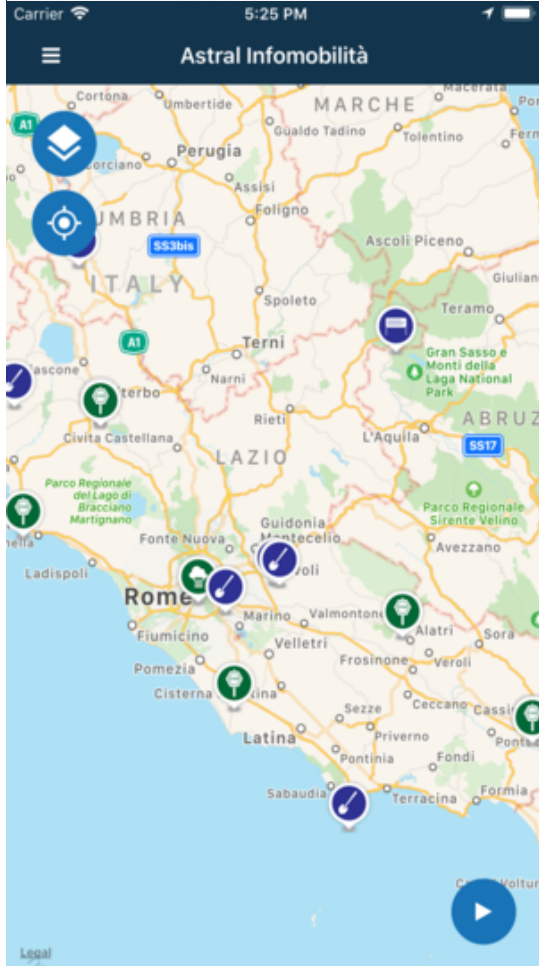 Carrier 5:25 PM
Astral Infomobilità
Cortona
Umbertide
MARCHE
Macerata
A1
Gualdo Tadino
Tolentino
Corciano
Perugia
Assisi
Foligno
UMBRIA
SS3bis
Ascoli Piceno
ITALY
Spoleto
Teramo
A1
Terni
Gran Sasso e
Monti della
Laga National
Park
Narni
Rieti
L'Aquila
SS17
Civita Castellana
LAZIO
Parco Regionale
del Lago di
Bracciano
Martignano
Parco Regionale
Sirente Velino
Guidonia
Montecelio
Fonte Nuova
Avezzano
Ladispoli
Rome
Marino
Valmontone
Alatri
Sora
Fiumicino
Velletri
Frosinone
Veroli
Pomezia
Cisterna
Sezze
Ceccano
Latina
Priverno
Pontinia
Fondi
Sabaudia
Terracina
Formia
Legal